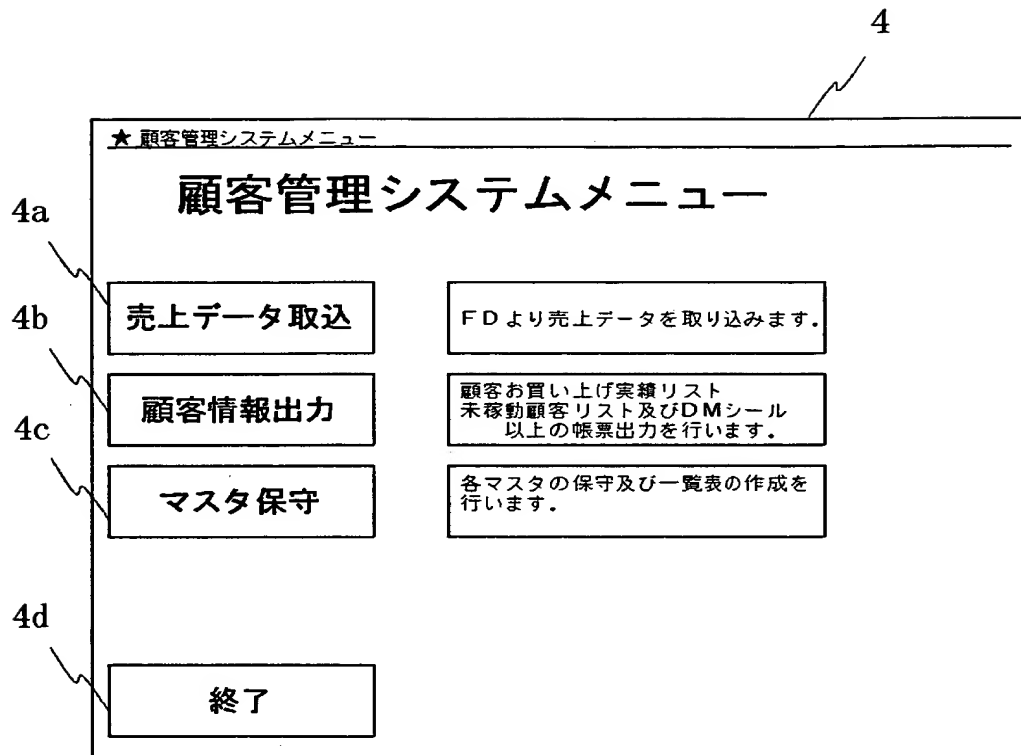 4
★ 顧客管理システムメニュー
顧客管理システムメニュー
4a
売上データ取込
FDより売上データを取り込みます.
4b
顧客情報出力
顧客お買い上げ実績リスト
未稼動顧客リスト及びDMシール
以上の帳票出力を行います.
4c
マスタ保守
各マスタの保守及び一覧表の作成を
行います.
4d
終了